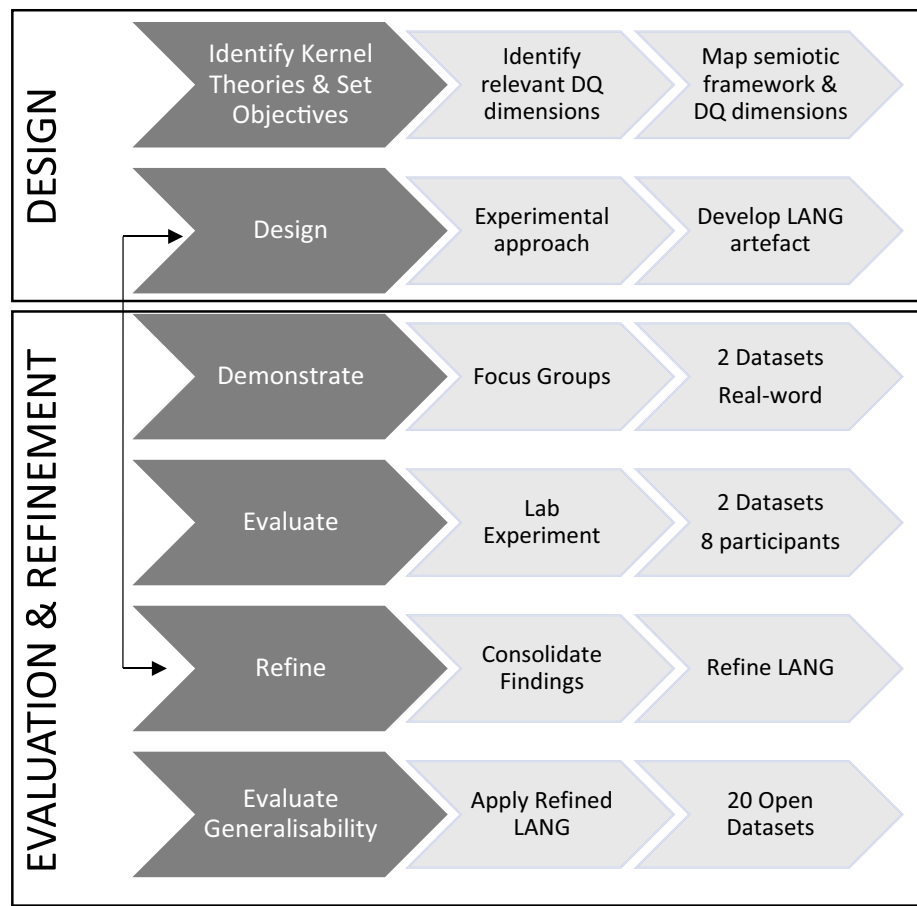 DESIGN
Identify Kernel
Theories & Set
Objectives
Identify
relevant DQ
dimensions
Map semiotic
framework &
DQ dimensions
Design
Experimental
approach
Develop LANG
artefact
EVALUATION & REFINEMENT
Demonstrate
Focus Groups
2 Datasets
Real-word
Evaluate
Lab
Experiment
2 Datasets
8 participants
Refine
Consolidate
Findings
Refine LANG
Evaluate
Generalisability
Apply Refined
LANG
20 Open
Datasets